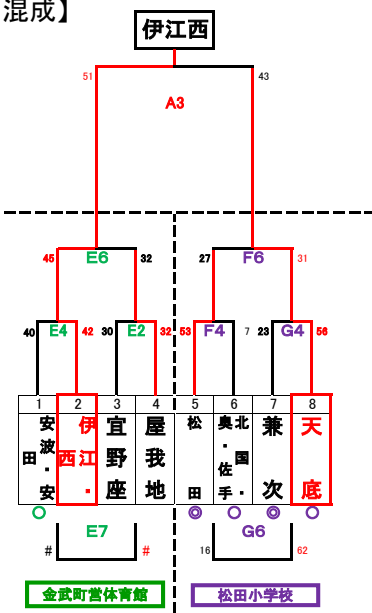 混成】
伊江西
51
43
A3
45
E6
32
27
F6
31
40
E4
42
30
E2
32
53
F4
7
23
G4
56
1
2
3
4
5
6
7
8
安波・安田
伊江・西
宜野座
屋我地
松田
北国・奥・佐手
兼次
天底
○
◎
○
◎
○
E7
G6
#
#
16
62
金武町営体育館
松田小学校